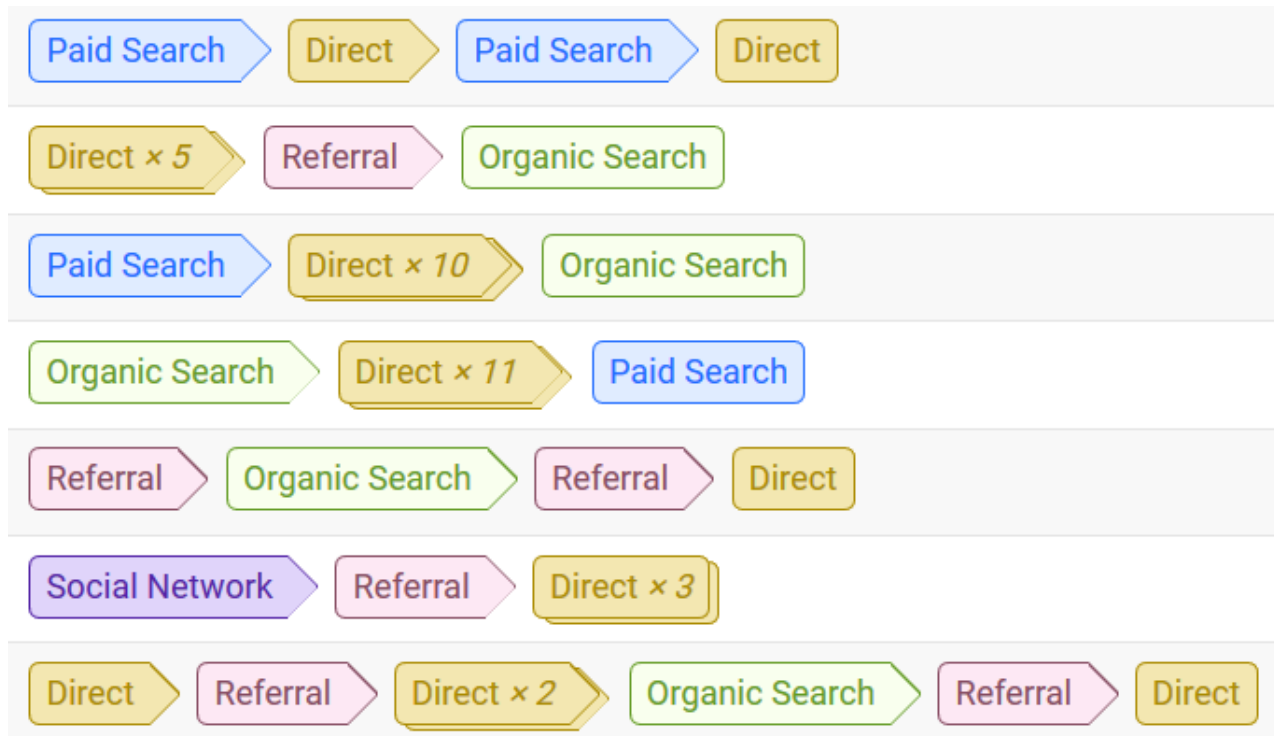 Paid Search Direct Paid Search Direct
Direct × 5 Referral Organic Search
Paid Search Direct × 10 Organic Search
Organic Search Direct × 11 Paid Search
Referral Organic Search Referral Direct
Social Network Referral Direct × 3
Direct Referral Direct × 2 Organic Search Referral Direct